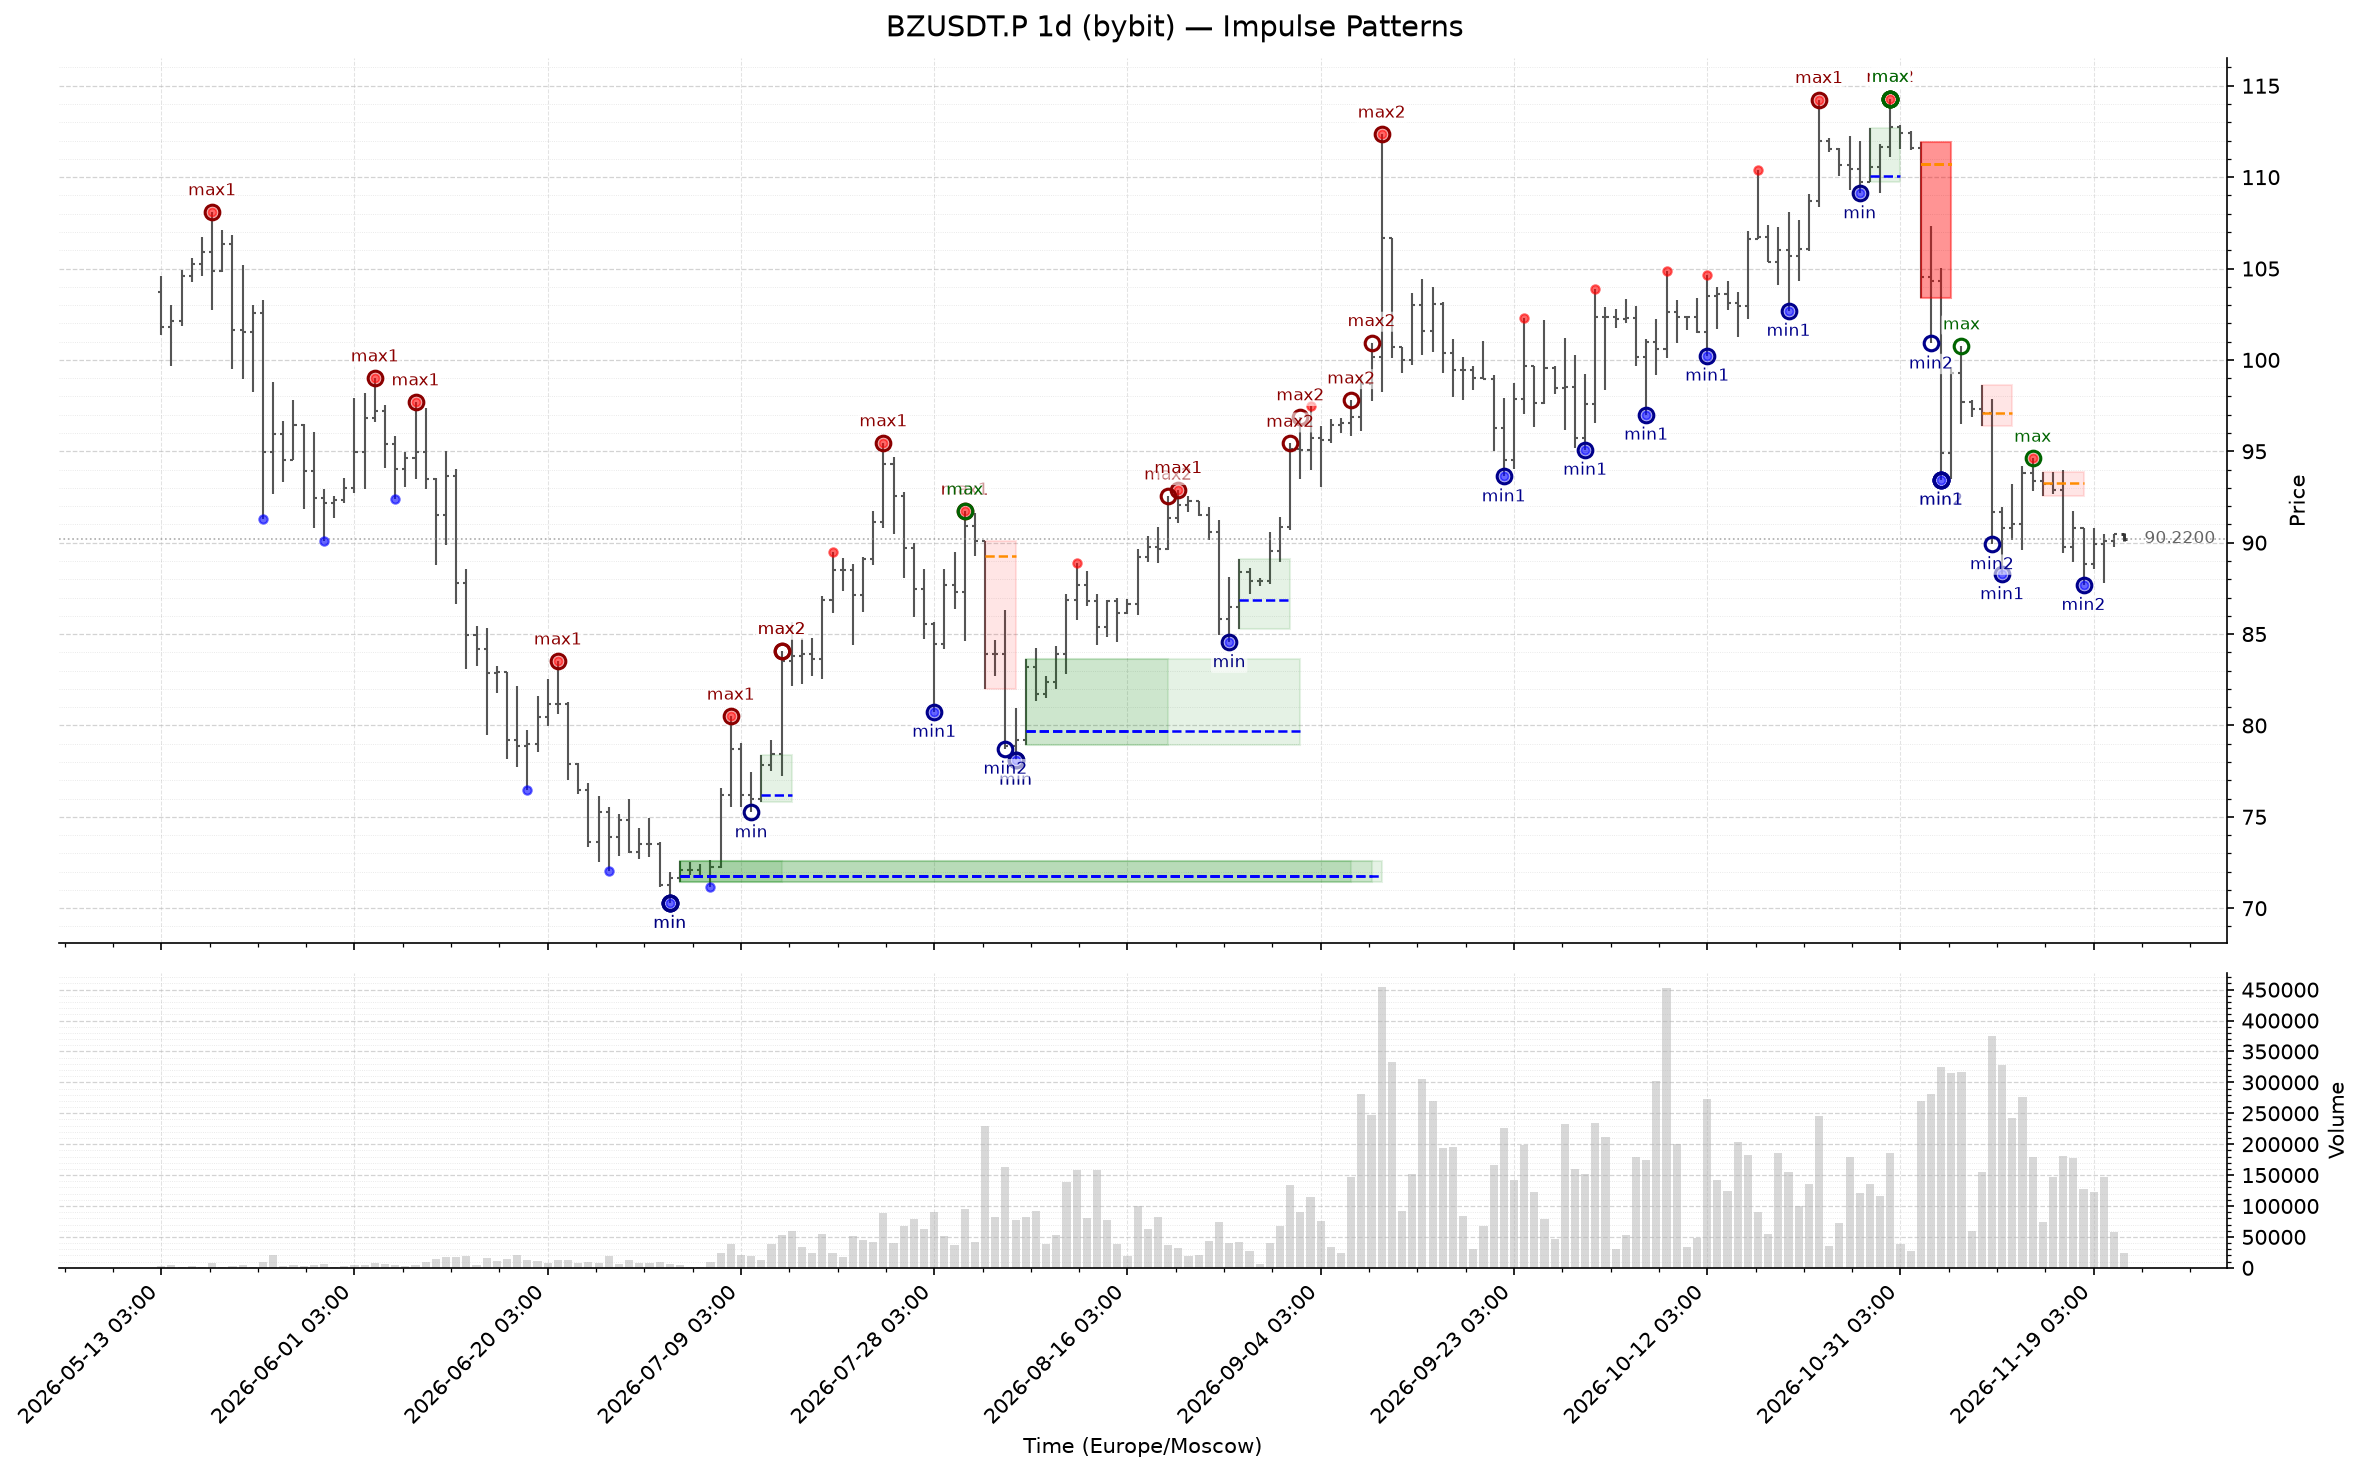 BZUSDT.P 1d (bybit) — Impulse Patterns
max1
max
max1
115
max2
max1
110
min
105
max2
min1
max
max1
100
min2
max1
max2
min1
max2
max2
max1
min1
max
95
max1
max2
min1
min1
min1
max
Price
90.2200
90
min2
min1
min2
max1
85
min
max2
max1
80
min1
min2
min
75
min
70
min
450000
400000
350000
300000
250000
200000
150000
100000
50000
0
Volume
2026-05-13 03:00
2026-06-01 03:00
2026-06-20 03:00
2026-07-09 03:00
2026-07-28 03:00
2026-08-16 03:00
2026-09-04 03:00
2026-09-23 03:00
2026-10-12 03:00
2026-10-31 03:00
2026-11-19 03:00
Time (Europe/Moscow)